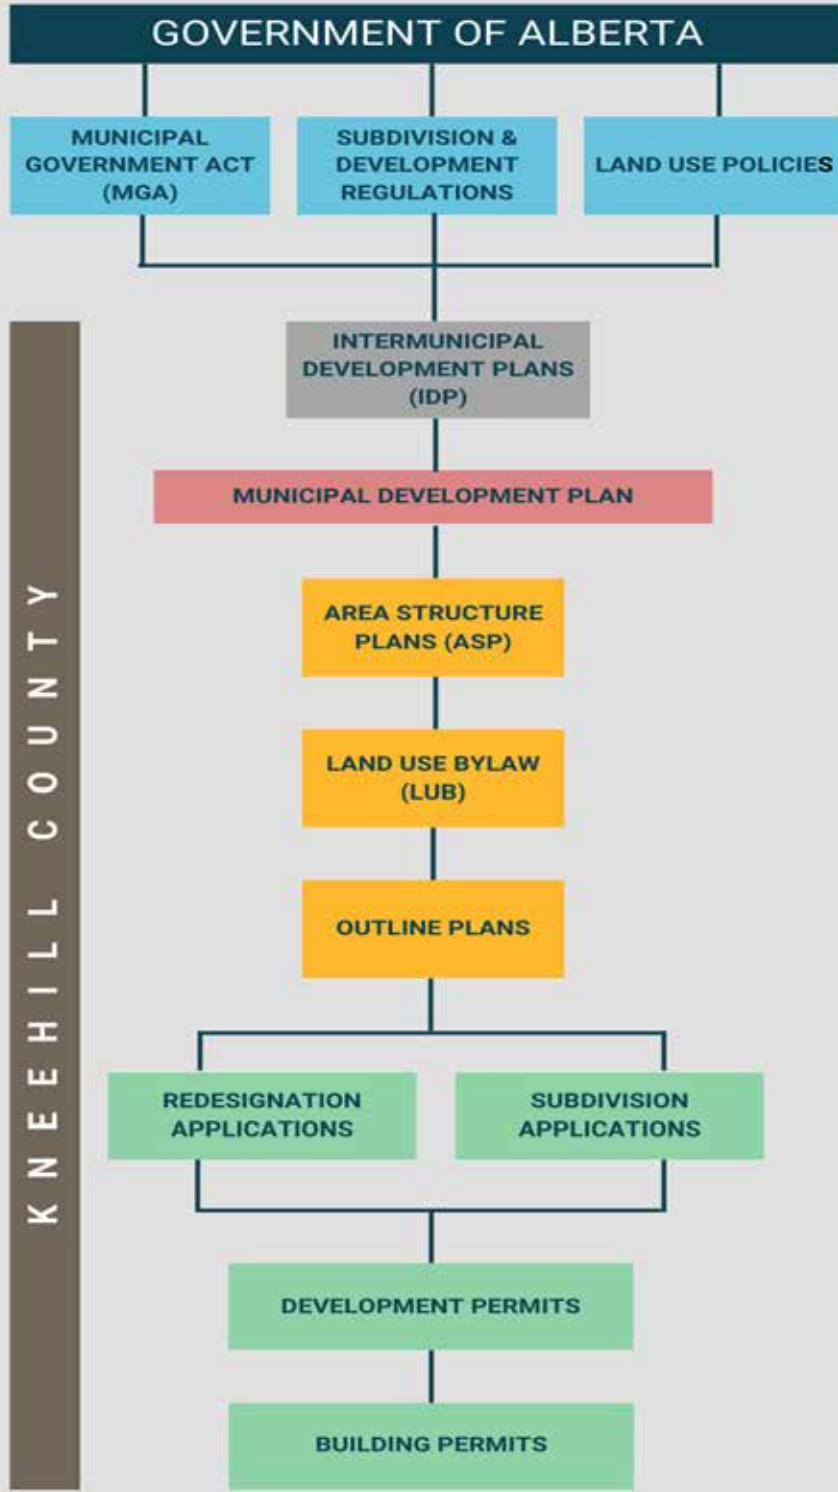 GOVERNMENT OF ALBERTA
MUNICIPAL
GOVERNMENT ACT
(MGA)
SUBDIVISION &
DEVELOPMENT
REGULATIONS
LAND USE POLICIES
KNEEHILL COUNTY
INTERMUNICIPAL
DEVELOPMENT PLANS
(IDP)
MUNICIPAL DEVELOPMENT PLAN
AREA STRUCTURE
PLANS (ASP)
LAND USE BYLAW
(LUB)
OUTLINE PLANS
REDESIGNATION
APPLICATIONS
SUBDIVISION
APPLICATIONS
DEVELOPMENT PERMITS
BUILDING PERMITS